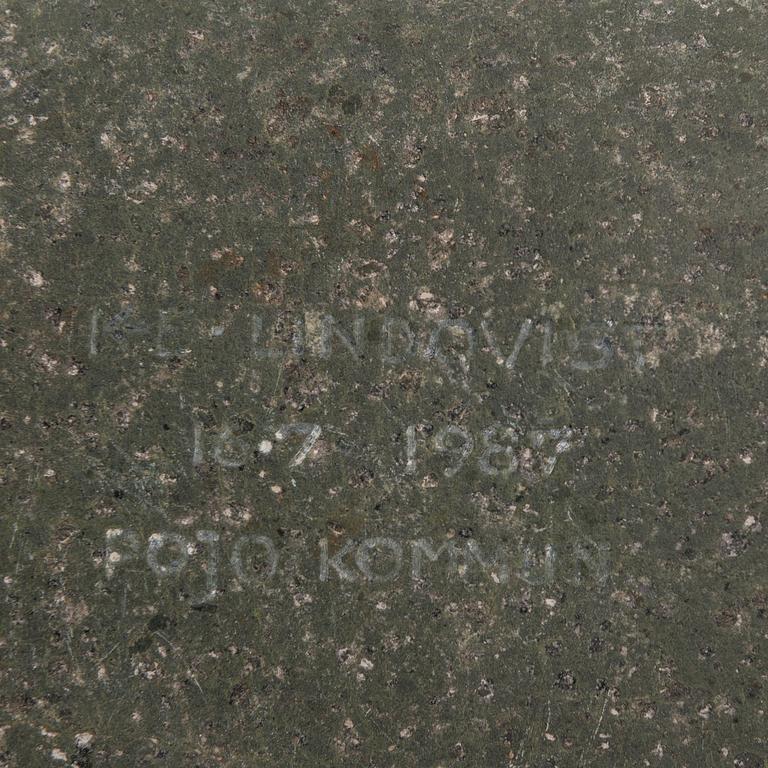 K-E. LINDQVIST
16.7 1987
POJO KOMMUN